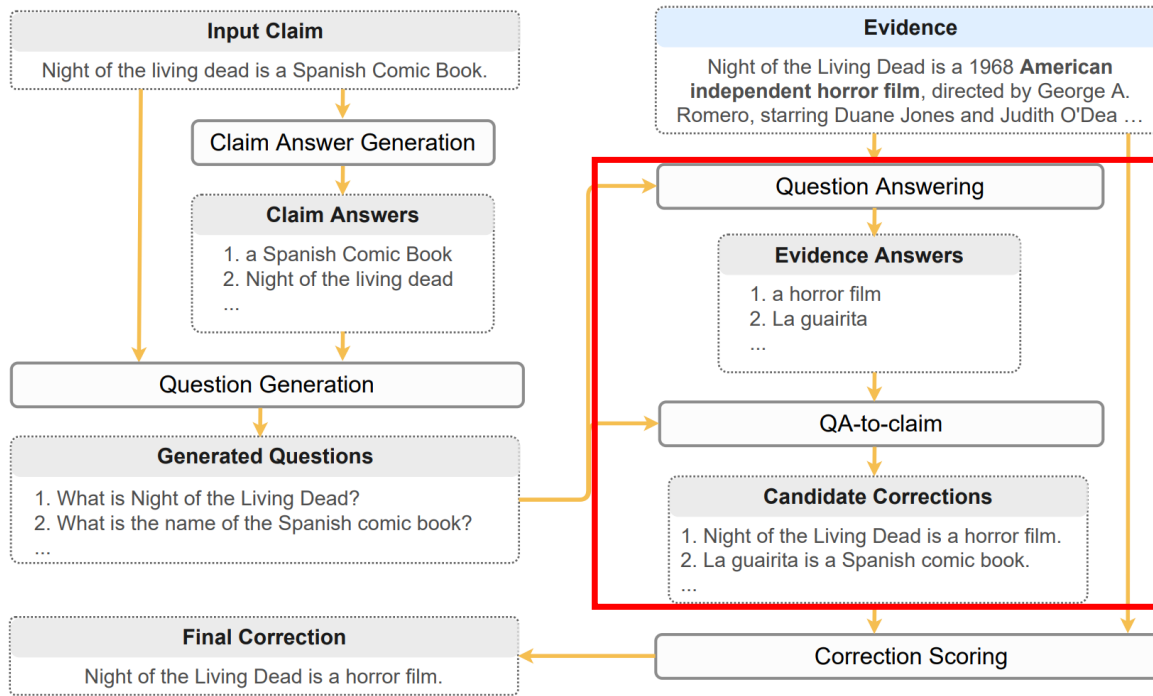 Input Claim
Night of the living dead is a Spanish Comic Book.
Claim Answer Generation
Claim Answers
1. a Spanish Comic Book
2. Night of the living dead
...
Question Generation
Generated Questions
1. What is Night of the Living Dead?
2. What is the name of the Spanish comic book?
...
Evidence
Night of the Living Dead is a 1968 American
independent horror film, directed by George A.
Romero, starring Duane Jones and Judith O'Dea ...
Question Answering
Evidence Answers
1. a horror film
2. La guairita
...
QA-to-claim
Candidate Corrections
1. Night of the Living Dead is a horror film.
2. La guairita is a Spanish comic book.
...
Correction Scoring
Final Correction
Night of the Living Dead is a horror film.